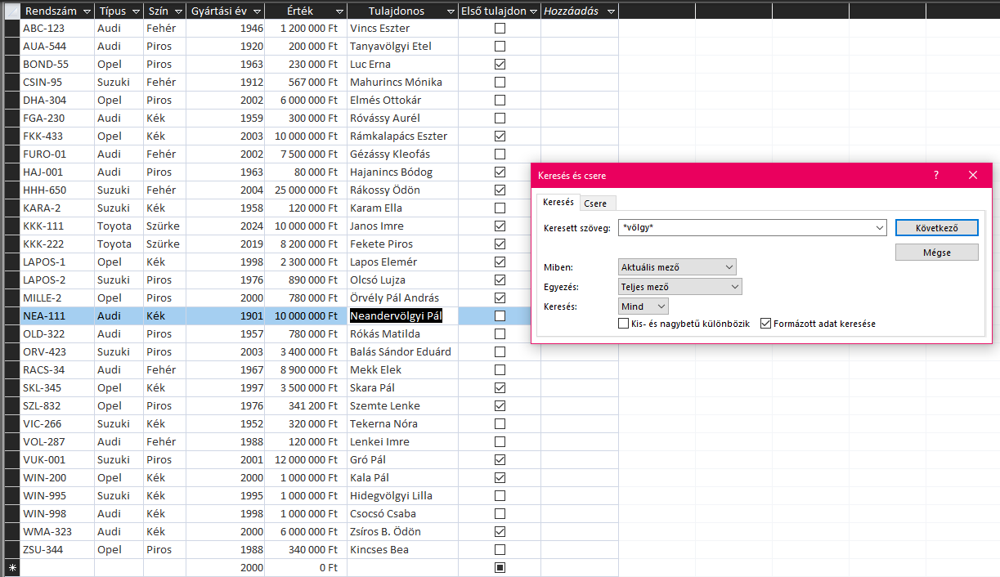 Rendszám Típus Szín Gyártási év Érték Tulajdonos Első tulajdon Hozzáadás
ABC-123 Audi Fehér 1946 1 200 000 Ft Vincs Eszter
AUA-544 Audi Piros 1920 200 000 Ft Tanyavölgyi Etel
BOND-55 Opel Piros 1963 230 000 Ft Luc Erna
CSIN-95 Suzuki Fehér 1912 567 000 Ft Mahurincs Mónika
DHA-304 Opel Piros 2002 6 000 000 Ft Elmés Ottokár
FGA-230 Audi Kék 1959 300 000 Ft Róvássy Aurél
FKK-433 Opel Kék 2003 10 000 000 Ft Rámkalapács Eszter
FURO-01 Audi Fehér 2002 7 500 000 Ft Gézássy Kleofás
HAJ-001 Audi Piros 1963 80 000 Ft Hajanincs Bódog
HHH-650 Suzuki Fehér 2004 25 000 000 Ft Rákossy Ödön
KARA-2 Suzuki Kék 1958 120 000 Ft Karam Ella
KKK-111 Toyota Szürke 2024 10 000 000 Ft Janos Imre
KKK-222 Toyota Szürke 2019 8 200 000 Ft Fekete Piros
LAPOS-1 Opel Kék 1998 2 300 000 Ft Lapos Elemér
LAPOS-2 Suzuki Piros 1976 890 000 Ft Olcsó Lujza
MILLE-2 Opel Piros 2000 780 000 Ft Örvély Pál András
NEA-111 Audi Kék 1901 10 000 000 Ft Neandervölgyi Pál
OLD-322 Audi Piros 1957 780 000 Ft Rókás Matilda
ORV-423 Suzuki Piros 2003 3 400 000 Ft Balás Sándor Eduárd
RACS-34 Audi Fehér 1967 8 900 000 Ft Mekk Elek
SKL-345 Opel Kék 1997 3 500 000 Ft Skara Pál
SZL-832 Opel Piros 1976 341 200 Ft Szemte Lenke
VIC-266 Suzuki Kék 1952 320 000 Ft Tekerna Nóra
VOL-287 Audi Fehér 1988 120 000 Ft Lenkei Imre
VUK-001 Suzuki Piros 2001 12 000 000 Ft Gró Pál
WIN-200 Opel Kék 2000 1 000 000 Ft Kala Pál
WIN-995 Suzuki Kék 1995 1 000 000 Ft Hidegvölgyi Lilla
WIN-998 Audi Kék 1998 1 000 000 Ft Csocsó Csaba
WMA-323 Audi Kék 2000 6 000 000 Ft Zsíros B. Ödön
ZSU-344 Opel Piros 1988 340 000 Ft Kincses Bea
2000 0 Ft
Keresés és csere
Keresés Csere
Keresett szöveg: *völgy* Következő
Mégse
Miben: Aktuális mező
Egyezés: Teljes mező
Keresés: Mind
Kis- és nagybetű különbözik Formázott adat keresése